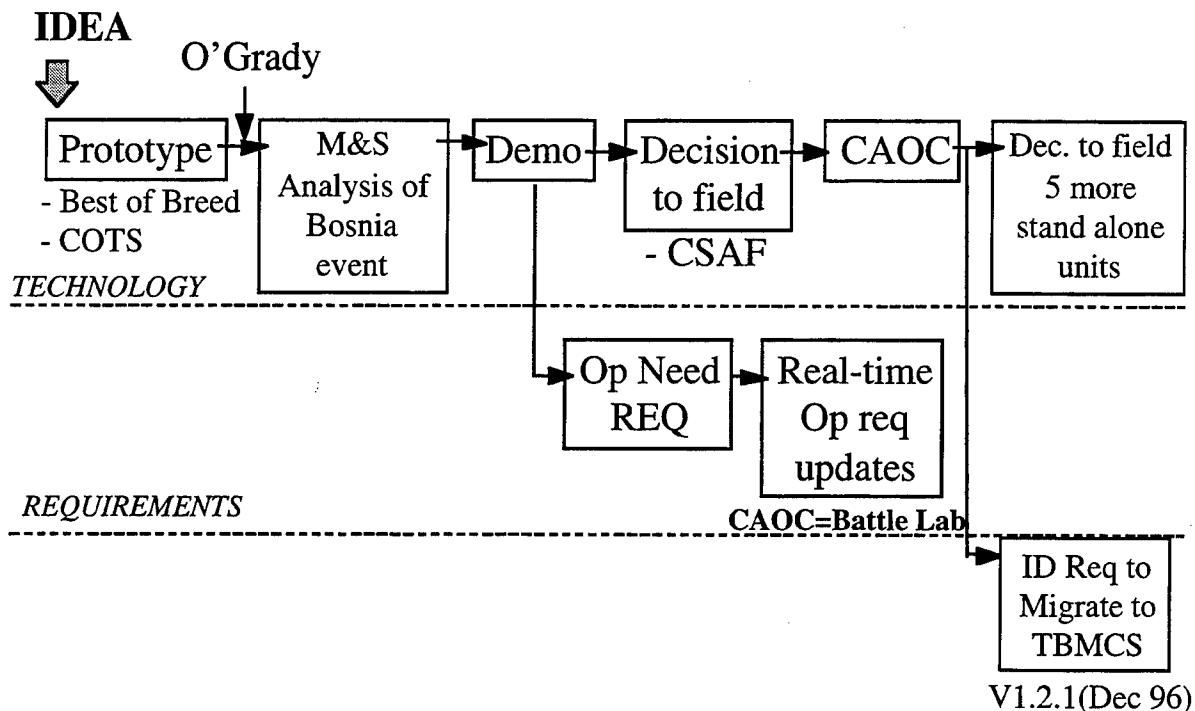 IDEA
O'Grady
Prototype
- Best of Breed
- COTS
M&S
Analysis of
Bosnia
event
Demo
Decision
to field
- CSAF
CAOC
Dec. to field
5 more
stand alone
units
TECHNOLOGY
Op Need
REQ
Real-time
Op req
updates
REQUIREMENTS
CAOC=Battle Lab
ID Req to
Migrate to
TBMCS
V1.2.1(Dec 96)